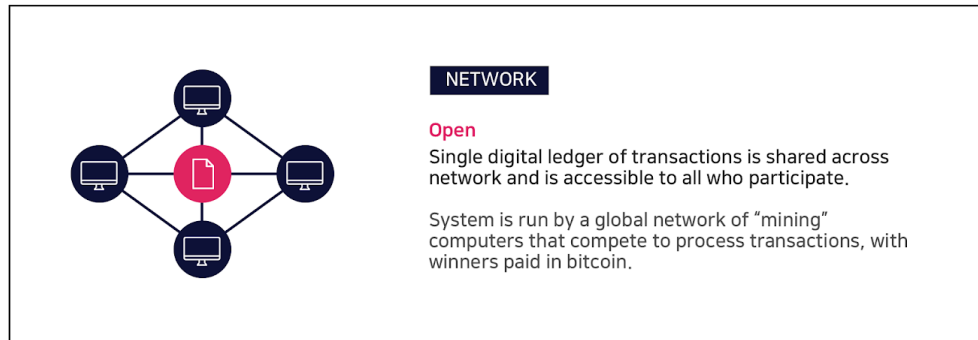 NETWORK
Open
Single digital ledger of transactions is shared across
network and is accessible to all who participate.
System is run by a global network of “mining”
computers that compete to process transactions, with
winners paid in bitcoin.